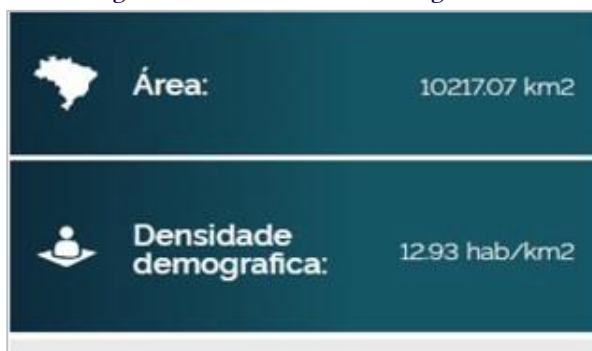 Área:
10217.07 km2
Densidade
demografica:
12.93 hab/km2